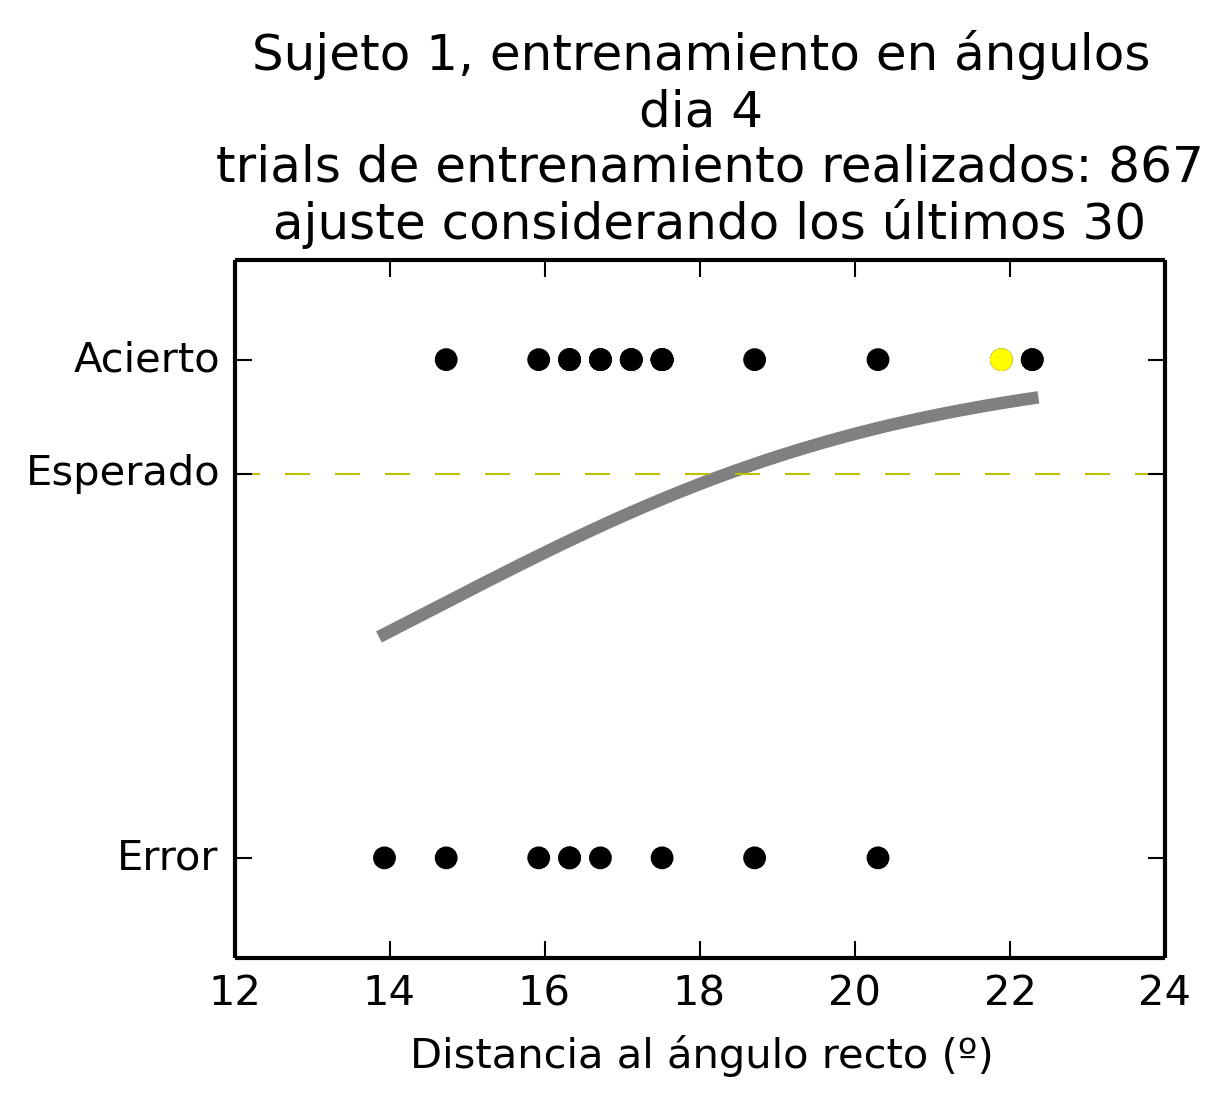 Sujeto 1, entrenamiento en ángulos
dia 4
trials de entrenamiento realizados: 867
ajuste considerando los últimos 30
Acierto
Esperado
Error
12 14 16 18 20 22 24
Distancia al ángulo recto (º)